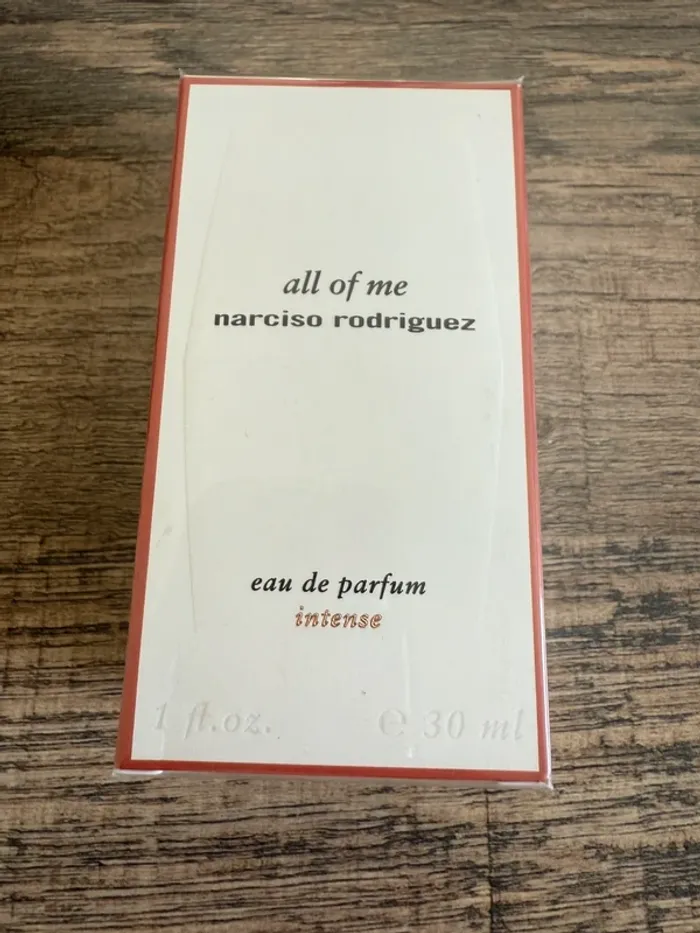 all of me
narciso rodriguez
eau de parfum
intense
1 fl.oz. ℮ 30 ml